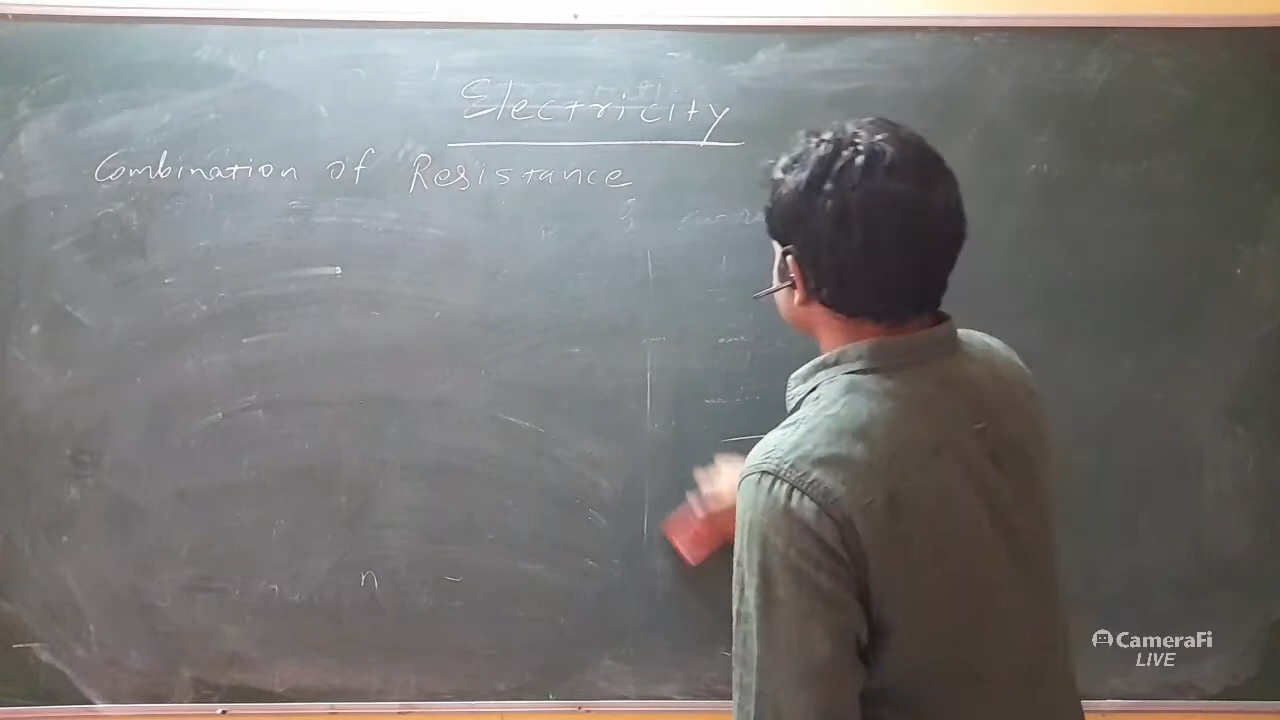 Electricity
Combination of Resistance
n
CameraFi
LIVE